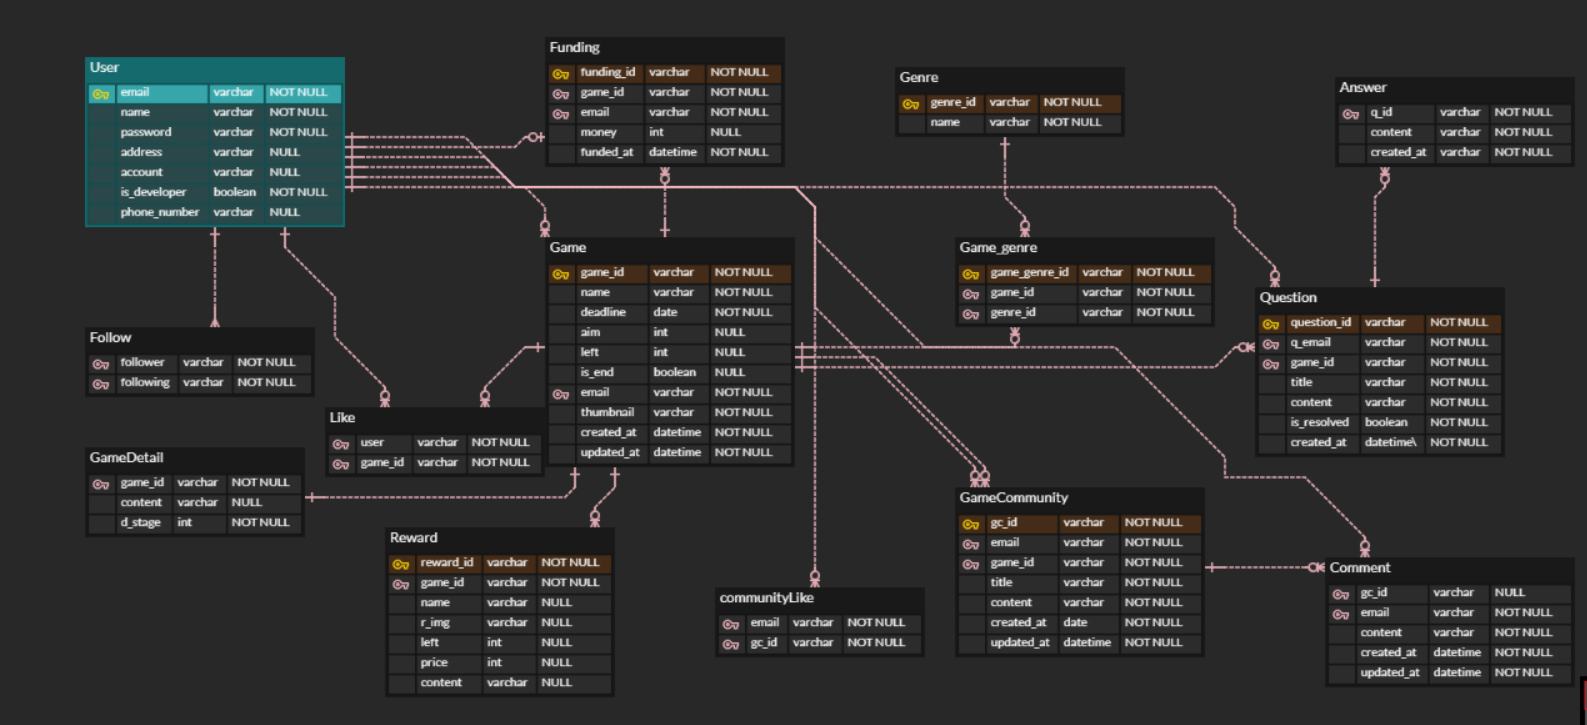 User
email varchar NOT NULL
name varchar NOT NULL
password varchar NOT NULL
address varchar NULL
account varchar NULL
is_developer boolean NOT NULL
phone_number varchar NULL
Funding
funding_id varchar NOT NULL
game_id varchar NOT NULL
email varchar NOT NULL
money int NULL
funded_at datetime NOT NULL
Genre
genre_id varchar NOT NULL
name varchar NOT NULL
Answer
q_id varchar NOT NULL
content varchar NOT NULL
created_at varchar NOT NULL
Game
game_id varchar NOT NULL
name varchar NOT NULL
deadline date NOT NULL
aim int NULL
left int NULL
is_end boolean NULL
email varchar NOT NULL
thumbnail varchar NOT NULL
created_at datetime NOT NULL
updated_at datetime NOT NULL
Game_genre
game_genre_id varchar NOT NULL
game_id varchar NOT NULL
genre_id varchar NOT NULL
Question
question_id varchar NOT NULL
q_email varchar NOT NULL
game_id varchar NOT NULL
title varchar NOT NULL
content varchar NOT NULL
is_resolved boolean NOT NULL
created_at datetime\ NOT NULL
Follow
follower varchar NOT NULL
following varchar NOT NULL
Like
user varchar NOT NULL
game_id varchar NOT NULL
GameDetail
game_id varchar NOT NULL
content varchar NULL
d_stage int NOT NULL
Reward
reward_id varchar NOT NULL
game_id varchar NOT NULL
name varchar NULL
r_img varchar NULL
left int NULL
price int NULL
content varchar NULL
communityLike
email varchar NOT NULL
gc_id varchar NOT NULL
GameCommunity
gc_id varchar NOT NULL
email varchar NOT NULL
game_id varchar NOT NULL
title varchar NOT NULL
content varchar NOT NULL
created_at date NOT NULL
updated_at datetime NOT NULL
Comment
gc_id varchar NULL
email varchar NOT NULL
content varchar NOT NULL
created_at datetime NOT NULL
updated_at datetime NOT NULL